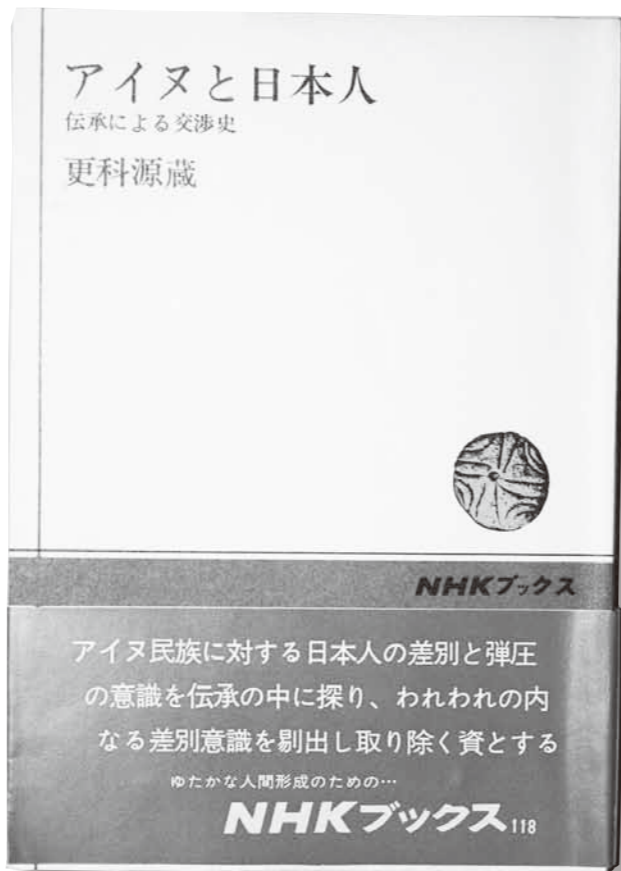 アイヌと日本人
伝承による交渉史
更科源蔵
NHKブックス
アイヌ民族に対する日本人の差別と弾圧
の意識を伝承の中に探り、われわれの内
なる差別意識を剔出し取り除く資とする
ゆたかな人間形成のための…
NHKブックス118